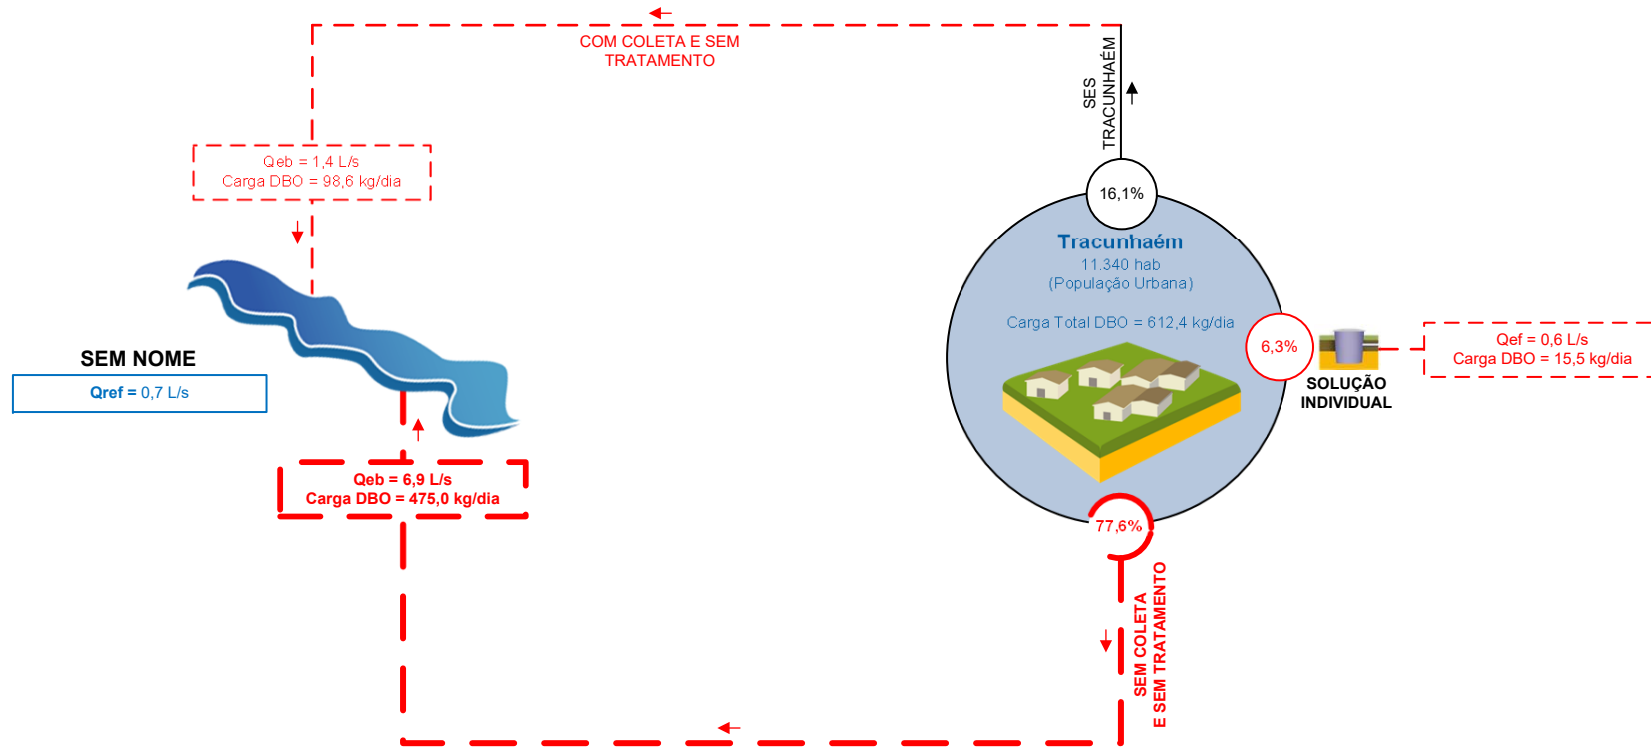 COM COLETA E SEM
TRATAMENTO
SES
TRACUNHAÉM
Qeb = 1,4 L/s
Carga DBO = 98,6 kg/dia
16,1%
Tracunhaém
11.340 hab
(População Urbana)
Carga Total DBO = 612,4 kg/dia
6,3%
SOLUÇÃO
INDIVIDUAL
Qef = 0,6 L/s
Carga DBO = 15,5 kg/dia
SEM NOME
Qref = 0,7 L/s
Qeb = 6,9 L/s
Carga DBO = 475,0 kg/dia
77,6%
SEM COLETA
E SEM TRATAMENTO